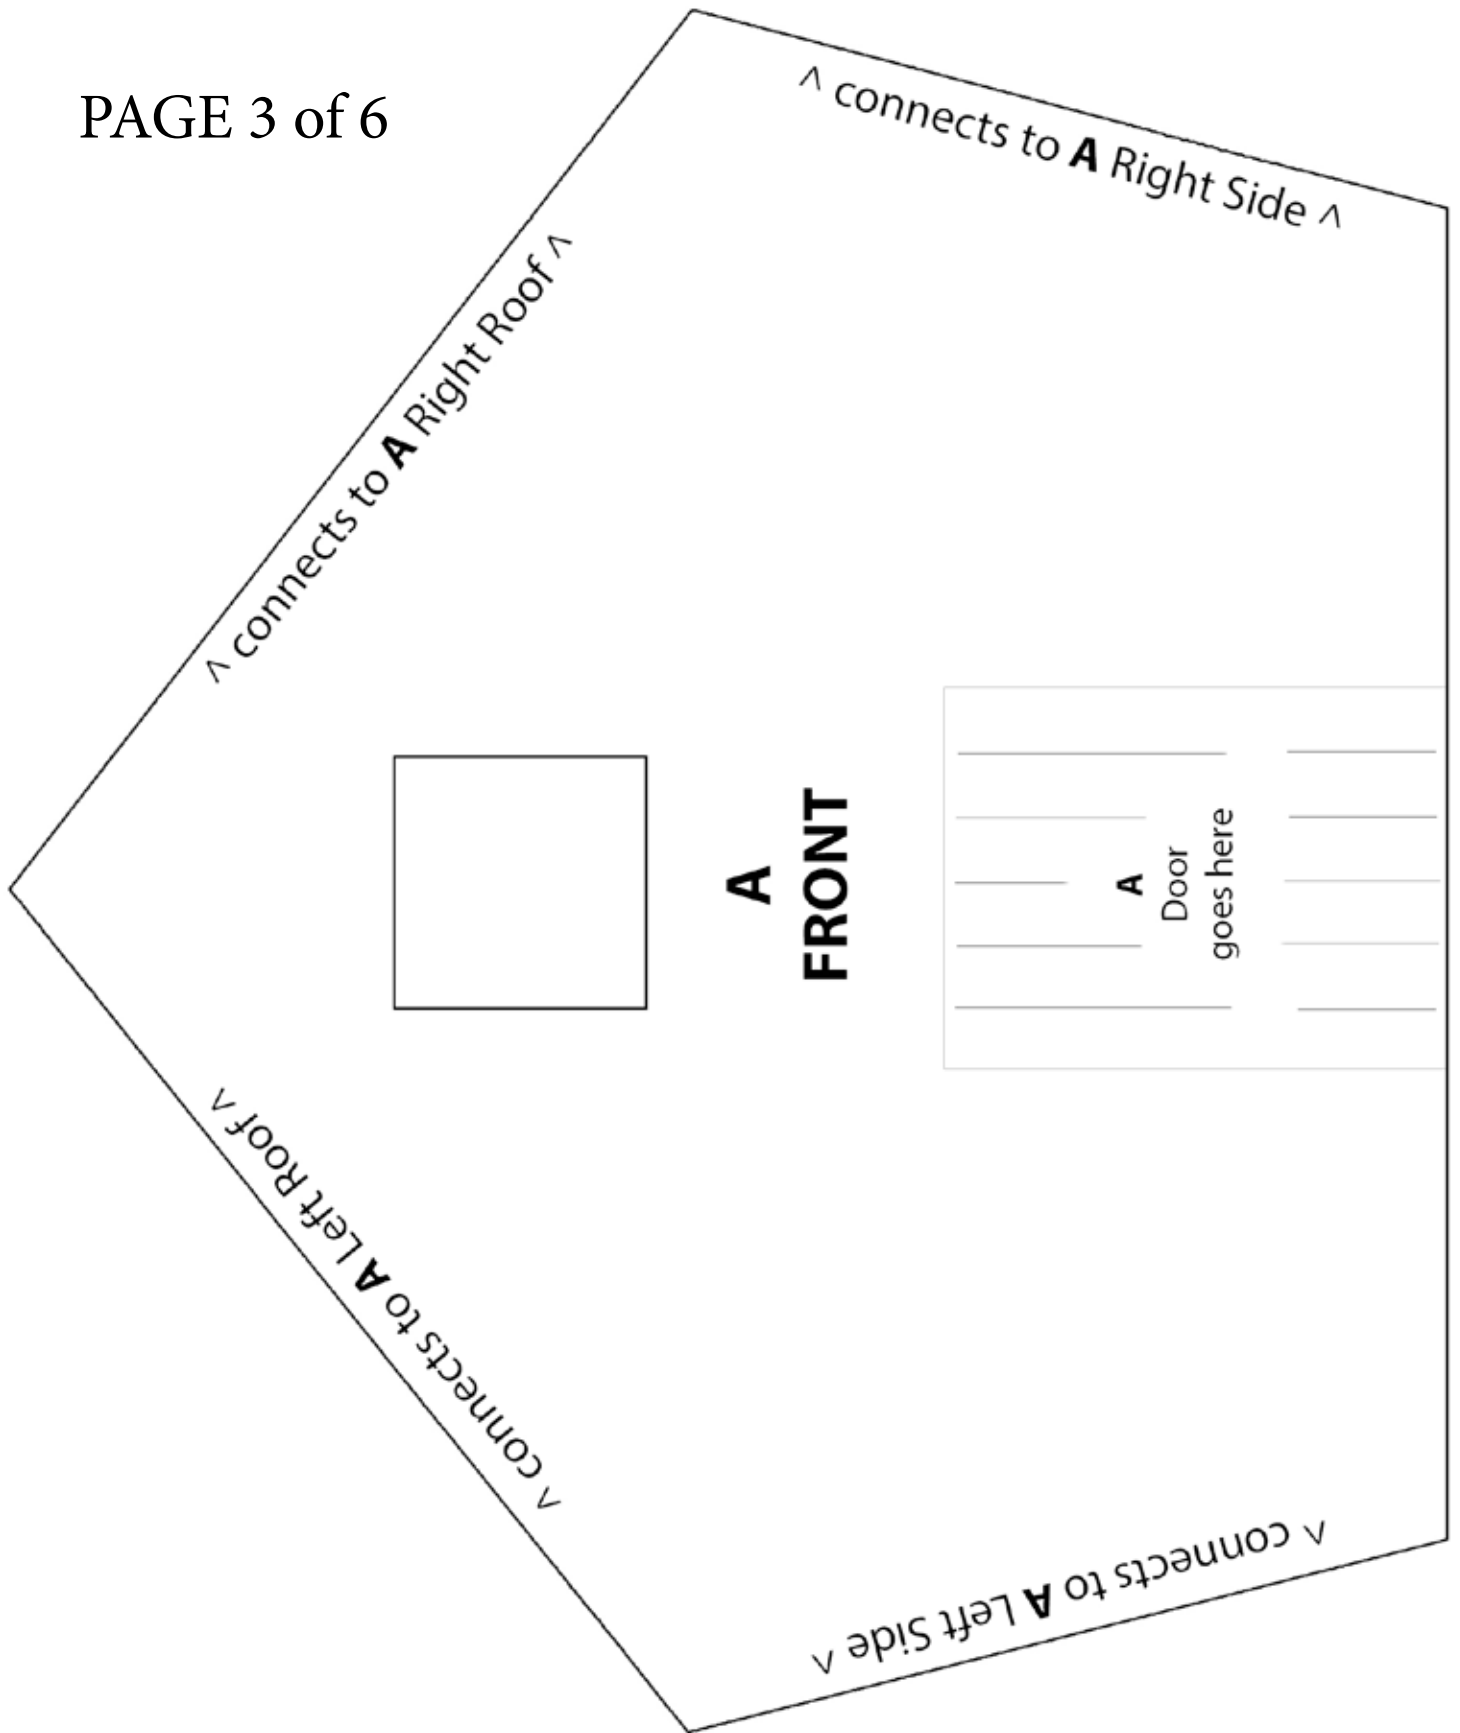 PAGE 3 of 6
^ connects to A Right Side ^
^ connects to A Right Roof ^
A
FRONT
A
Door
goes here
^ connects to A Left Roof ^
^ connects to A Left Side ^